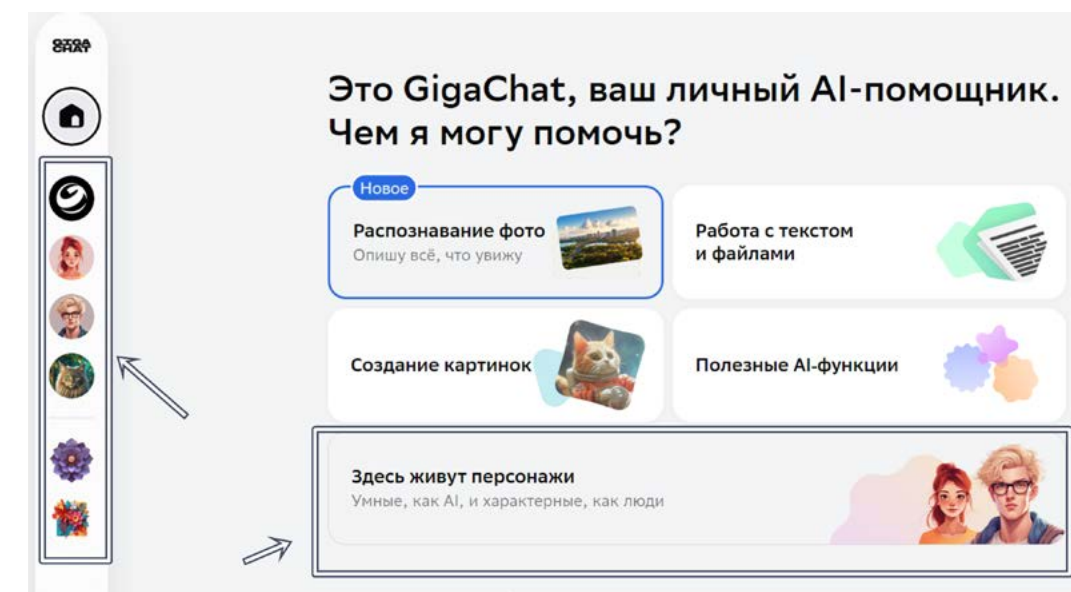 GIGA
CHAT
Это GigaChat, ваш личный AI-помощник.
Чем я могу помочь?
Новое
Распознавание фото
Опишу всё, что увижу
Работа с текстом
и файлами
Создание картинок
Полезные AI-функции
Здесь живут персонажи
Умные, как AI, и характерные, как люди